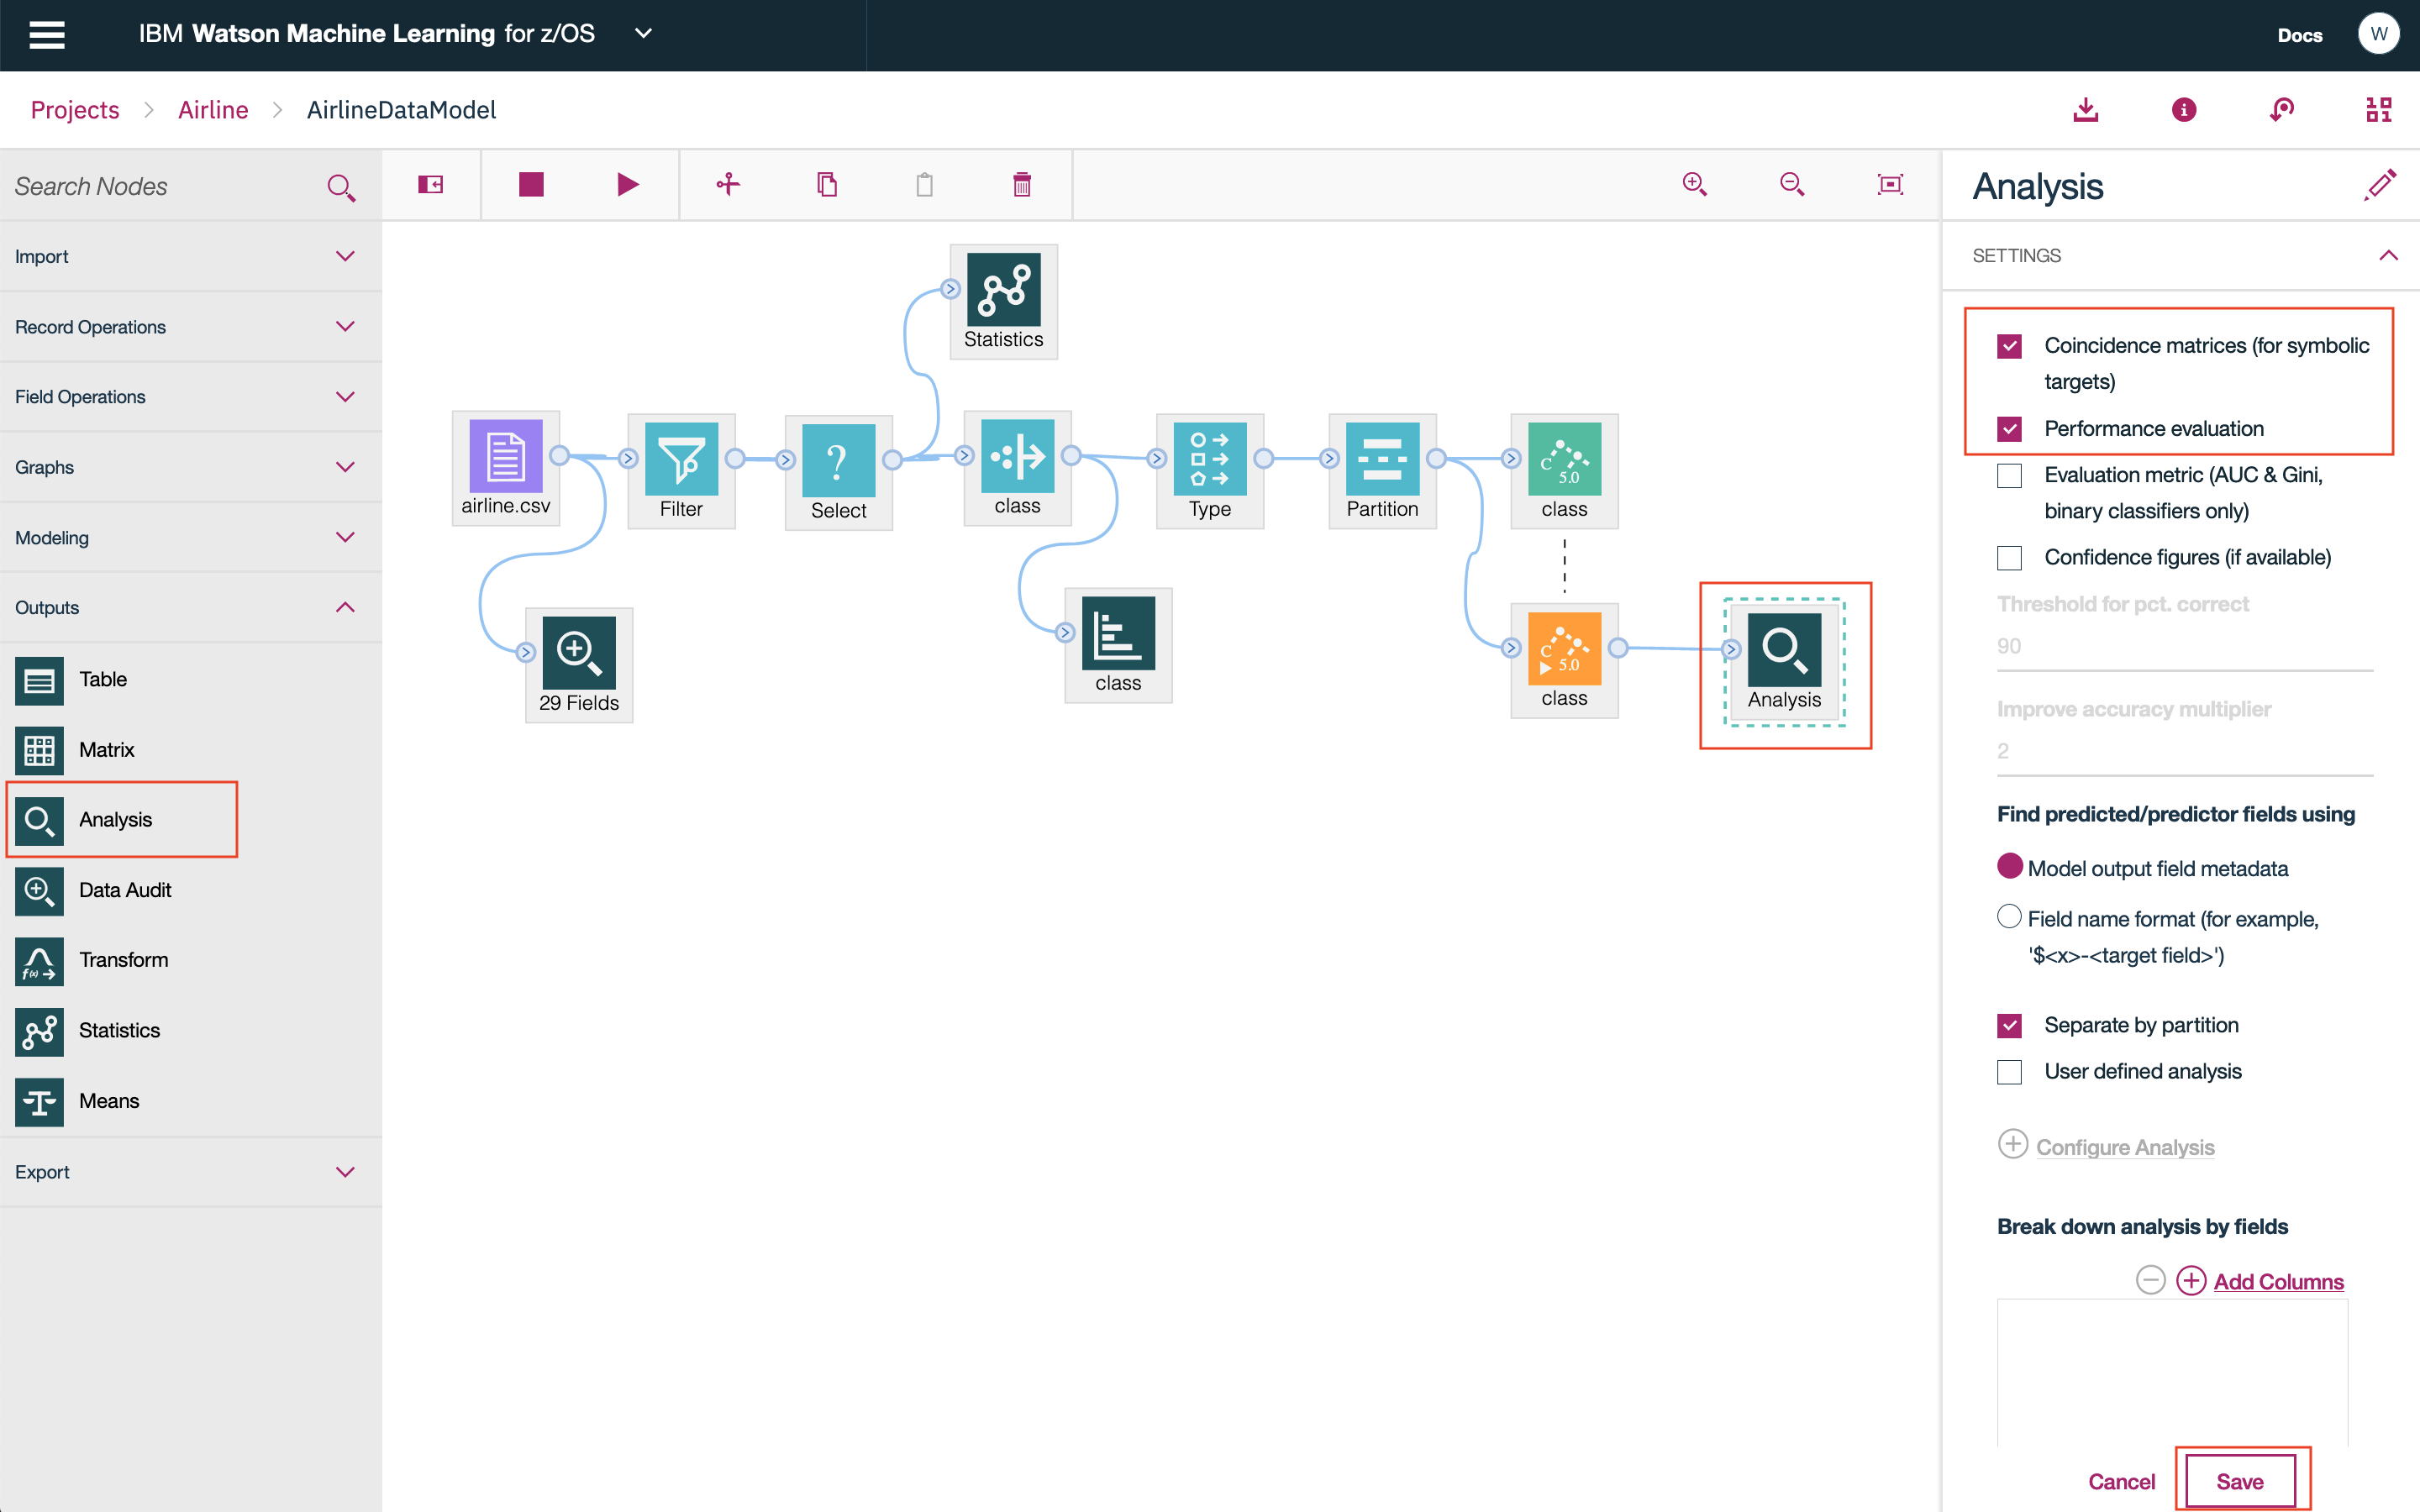 IBM Watson Machine Learning for z/OS
Docs
W
Projects
Airline
AirlineDataModel
Search Nodes
Import
Record Operations
Field Operations
Graphs
Modeling
Outputs
Table
Matrix
Analysis
Data Audit
f(x)
Transform
Statistics
Means
Export
Statistics
airline.csv
Filter
?
Select
class
Type
Partition
C
5.0
class
29 Fields
class
C
5.0
class
Analysis
Analysis
SETTINGS
Coincidence matrices (for symbolic
targets)
Performance evaluation
Evaluation metric (AUC & Gini,
binary classifiers only)
Confidence figures (if available)
Threshold for pct. correct
90
Improve accuracy multiplier
2
Find predicted/predictor fields using
Model output field metadata
Field name format (for example,
'$<x>-<target field>')
Separate by partition
User defined analysis
Configure Analysis
Break down analysis by fields
Add Columns
Cancel
Save